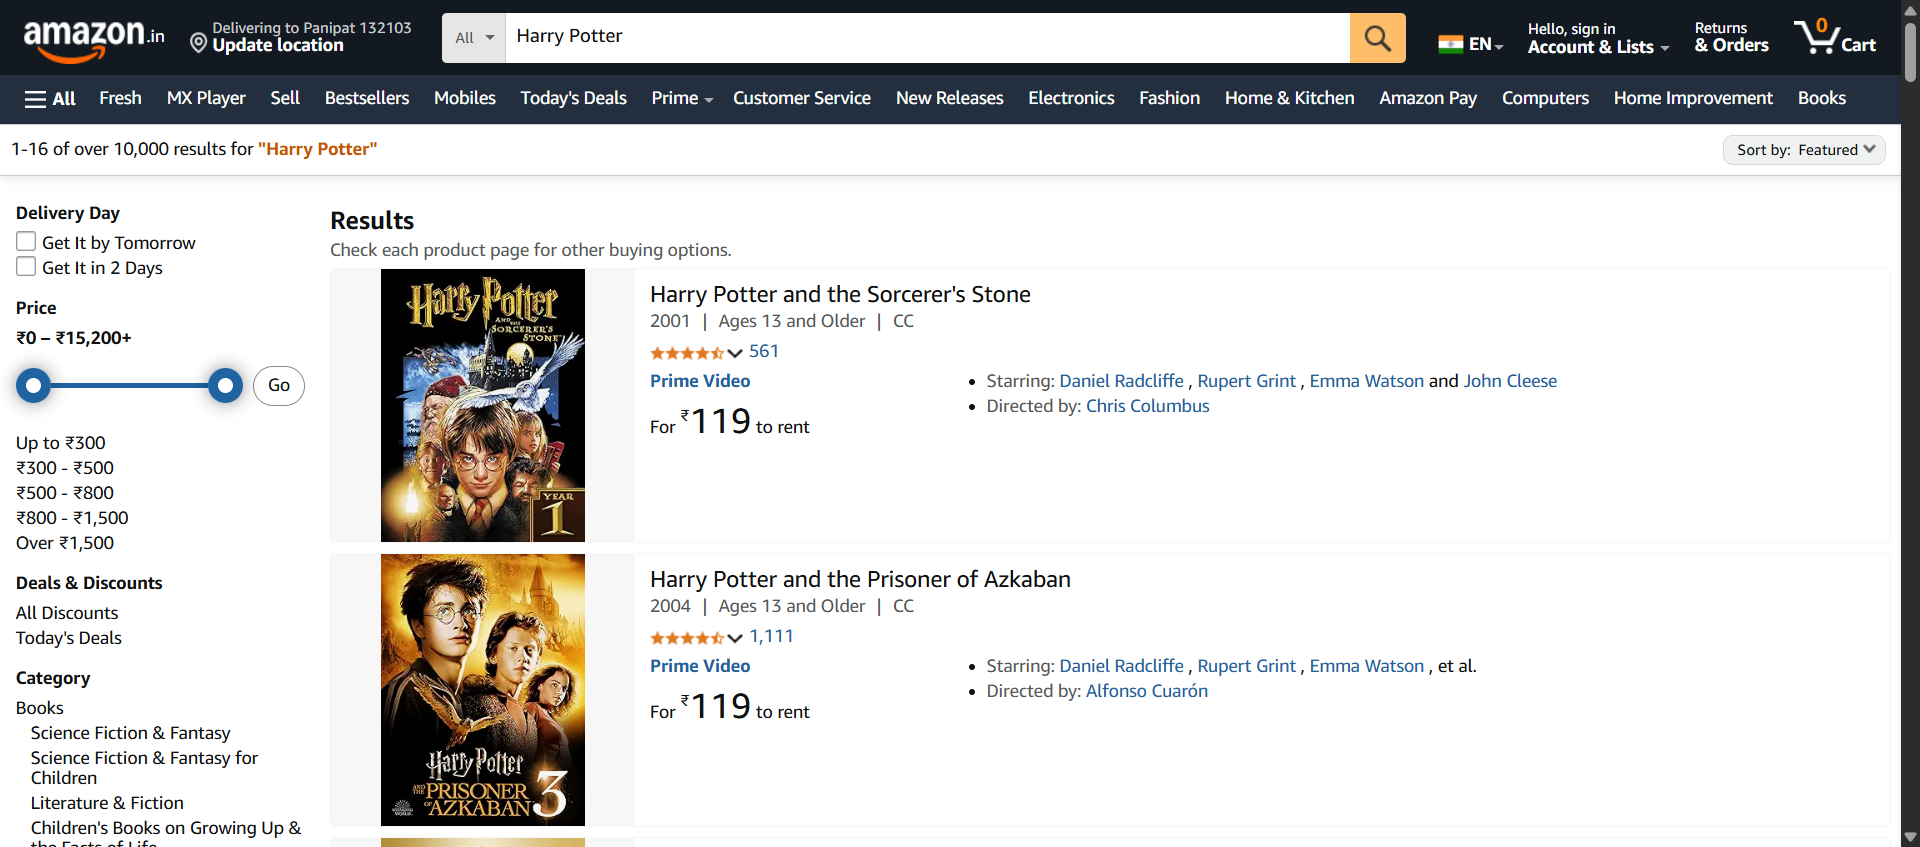 amazon.in
Delivering to Panipat 132103
Update location
All
Harry Potter
EN
Hello, sign in
Account & Lists
Returns
& Orders
0
Cart
All
Fresh
MX Player
Sell
Bestsellers
Mobiles
Today's Deals
Prime
Customer Service
New Releases
Electronics
Fashion
Home & Kitchen
Amazon Pay
Computers
Home Improvement
Books
1-16 of over 10,000 results for "Harry Potter"
Sort by: Featured
Delivery Day
Get It by Tomorrow
Get It in 2 Days
Price
₹0 – ₹15,200+
Go
Up to ₹300
₹300 - ₹500
₹500 - ₹800
₹800 - ₹1,500
Over ₹1,500
Deals & Discounts
All Discounts
Today's Deals
Category
Books
Science Fiction & Fantasy
Science Fiction & Fantasy for
Children
Literature & Fiction
Children's Books on Growing Up &
the Facts of Life
Results
Check each product page for other buying options.
Harry Potter
AND THE
SORCERER'S
STONE
YEAR
1
Harry Potter and the Sorcerer's Stone
2001 | Ages 13 and Older | CC
561
Prime Video
For ₹119 to rent
Starring: Daniel Radcliffe , Rupert Grint , Emma Watson and John Cleese
Directed by: Chris Columbus
Harry Potter
AND THE
PRISONER
OF AZKABAN
3
Harry Potter and the Prisoner of Azkaban
2004 | Ages 13 and Older | CC
1,111
Prime Video
For ₹119 to rent
Starring: Daniel Radcliffe , Rupert Grint , Emma Watson , et al.
Directed by: Alfonso Cuarón